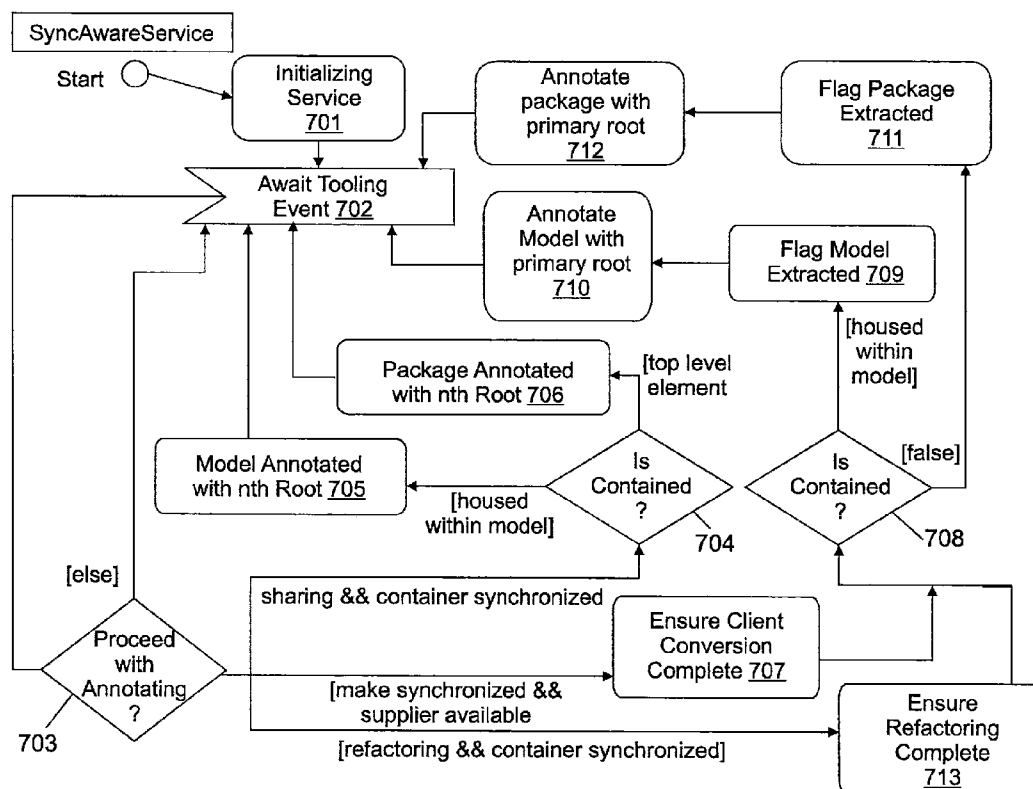 SyncAwareService
Start
Initializing
Service
701
Annotate
package with
primary root
712
Flag Package
Extracted
711
Await Tooling
Event 702
Annotate
Model with
primary root
710
Flag Model
Extracted 709
[housed
within
model]
Package Annotated
with nth Root 706
[top level
element
Model Annotated
with nth Root 705
[housed
within model]
Is
Contained
?
704
Is
Contained
?
[false]
708
[else]
sharing && container synchronized
Proceed
with
Annotating
?
703
Ensure Client
Conversion
Complete 707
[make synchronized &&
supplier available
[refactoring && container synchronized]
Ensure
Refactoring
Complete
713